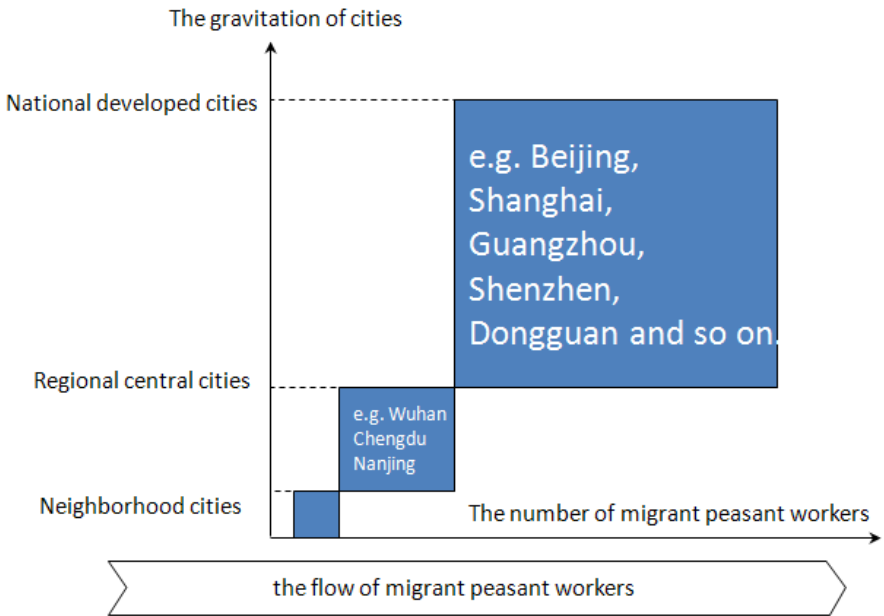 The gravitation of cities
National developed cities
e.g. Beijing,
Shanghai,
Guangzhou,
Shenzhen,
Dongguan and so on.
Regional central cities
e.g. Wuhan
Chengdu
Nanjing
Neighborhood cities
The number of migrant peasant workers
the flow of migrant peasant workers